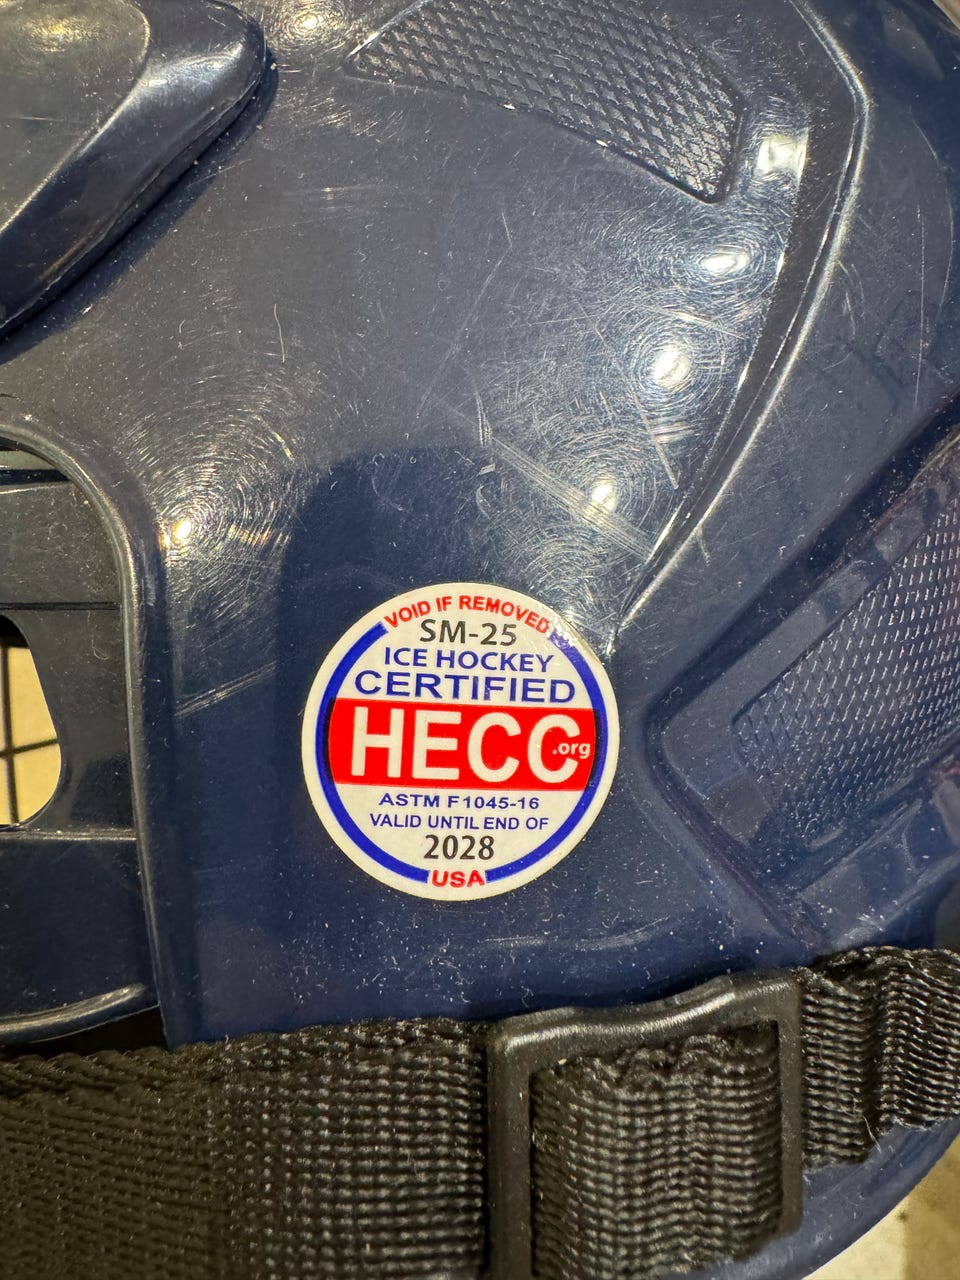 VOID IF REMOVED
SM-25
ICE HOCKEY
CERTIFIED
HECC.org
ASTM F1045-16
VALID UNTIL END OF
2028
USA